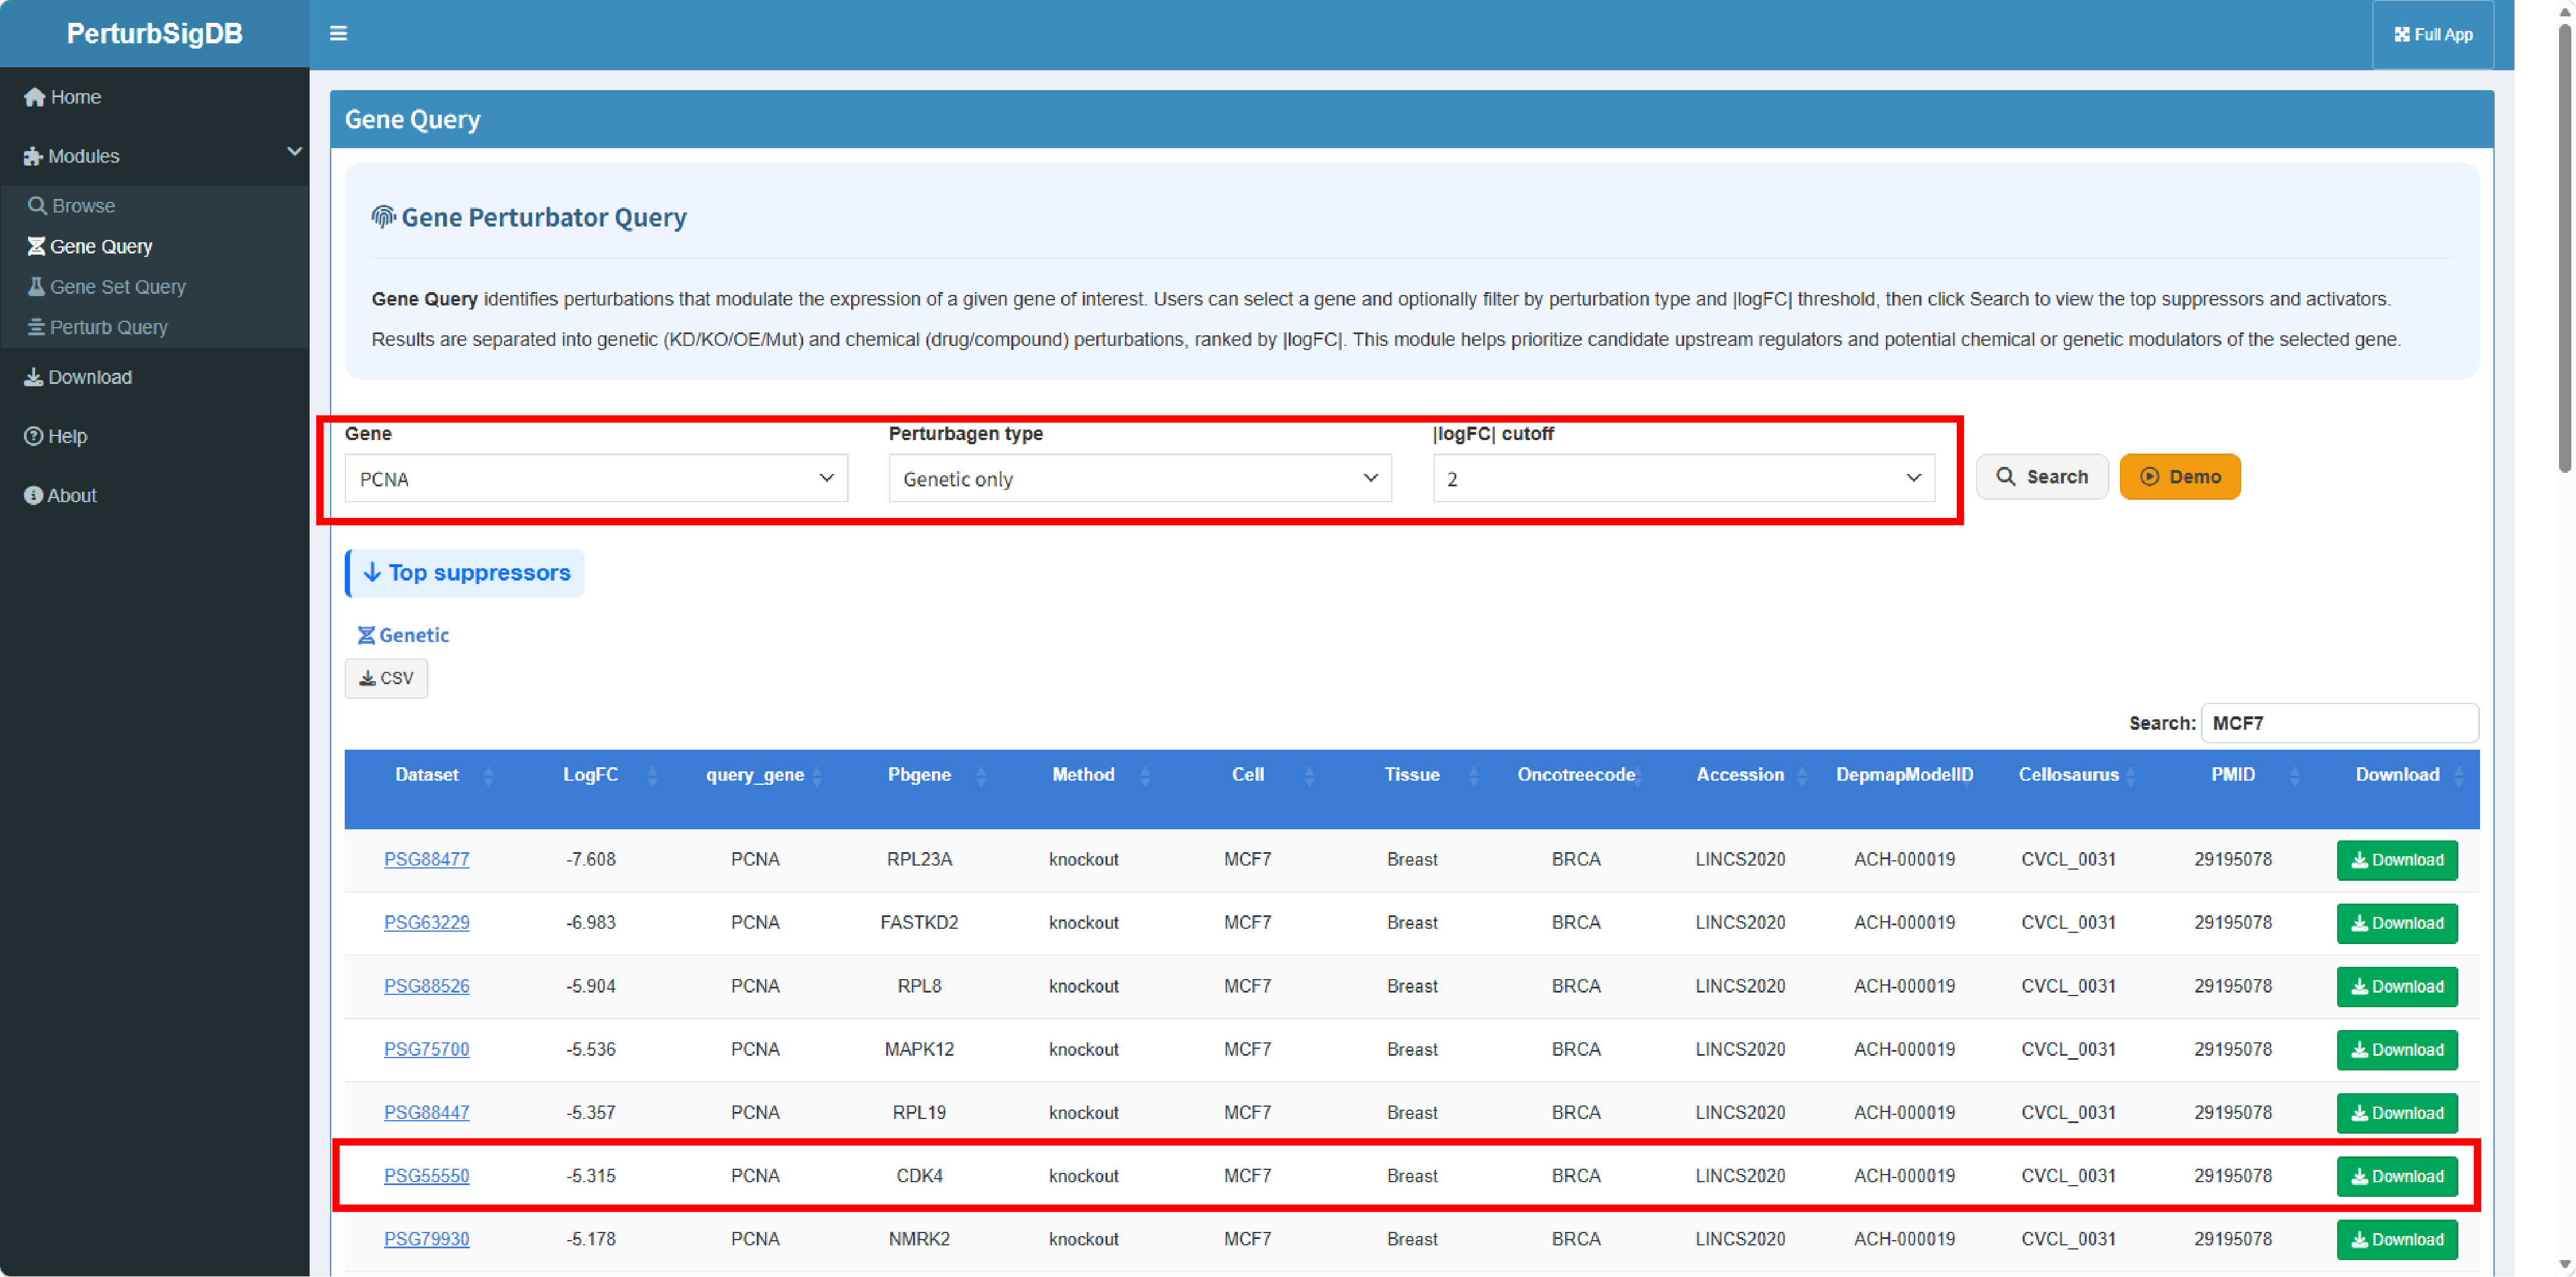 PerturbSigDB
Full App
Home
Modules
Browse
Gene Query
Gene Set Query
Perturb Query
Download
Help
About
Gene Query
Gene Perturbator Query
Gene Query identifies perturbations that modulate the expression of a given gene of interest. Users can select a gene and optionally filter by perturbation type and |logFC| threshold, then click Search to view the top suppressors and activators.
Results are separated into genetic (KD/KO/OE/Mut) and chemical (drug/compound) perturbations, ranked by |logFC|. This module helps prioritize candidate upstream regulators and potential chemical or genetic modulators of the selected gene.
Gene Perturbagen type |logFC| cutoff
PCNA Genetic only 2 Search Demo
Top suppressors
Genetic
CSV
Search: MCF7
Dataset LogFC query_gene Pbgene Method Cell Tissue Oncotreecode Accession DepmapModelID Cellosaurus PMID Download
PSG88477 -7.608 PCNA RPL23A knockout MCF7 Breast BRCA LINCS2020 ACH-000019 CVCL_0031 29195078 Download
PSG63229 -6.983 PCNA FASTKD2 knockout MCF7 Breast BRCA LINCS2020 ACH-000019 CVCL_0031 29195078 Download
PSG88526 -5.904 PCNA RPL8 knockout MCF7 Breast BRCA LINCS2020 ACH-000019 CVCL_0031 29195078 Download
PSG75700 -5.536 PCNA MAPK12 knockout MCF7 Breast BRCA LINCS2020 ACH-000019 CVCL_0031 29195078 Download
PSG88447 -5.357 PCNA RPL19 knockout MCF7 Breast BRCA LINCS2020 ACH-000019 CVCL_0031 29195078 Download
PSG55550 -5.315 PCNA CDK4 knockout MCF7 Breast BRCA LINCS2020 ACH-000019 CVCL_0031 29195078 Download
PSG79930 -5.178 PCNA NMRK2 knockout MCF7 Breast BRCA LINCS2020 ACH-000019 CVCL_0031 29195078 Download